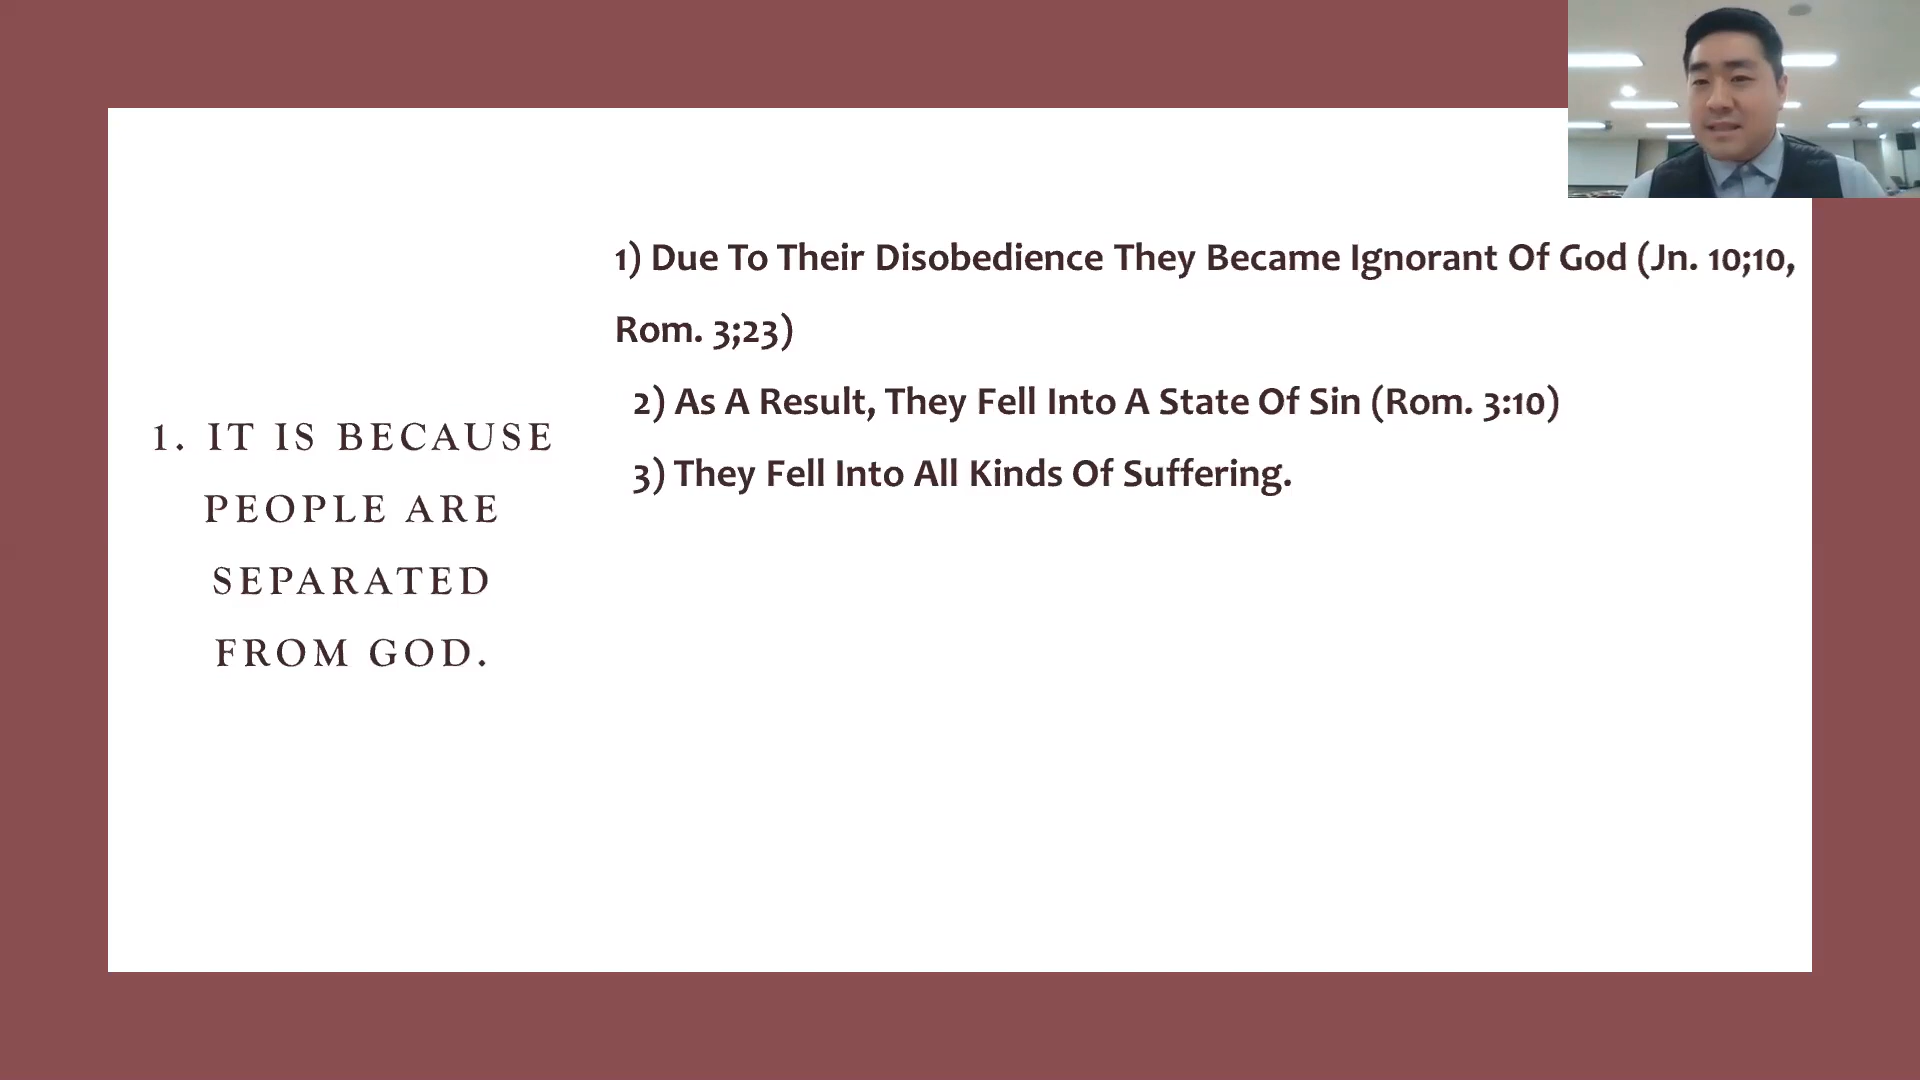 1. IT IS BECAUSE
PEOPLE ARE
SEPARATED
FROM GOD.
1) Due To Their Disobedience They Became Ignorant Of God (Jn. 10;10,
Rom. 3;23)
2) As A Result, They Fell Into A State Of Sin (Rom. 3:10)
3) They Fell Into All Kinds Of Suffering.